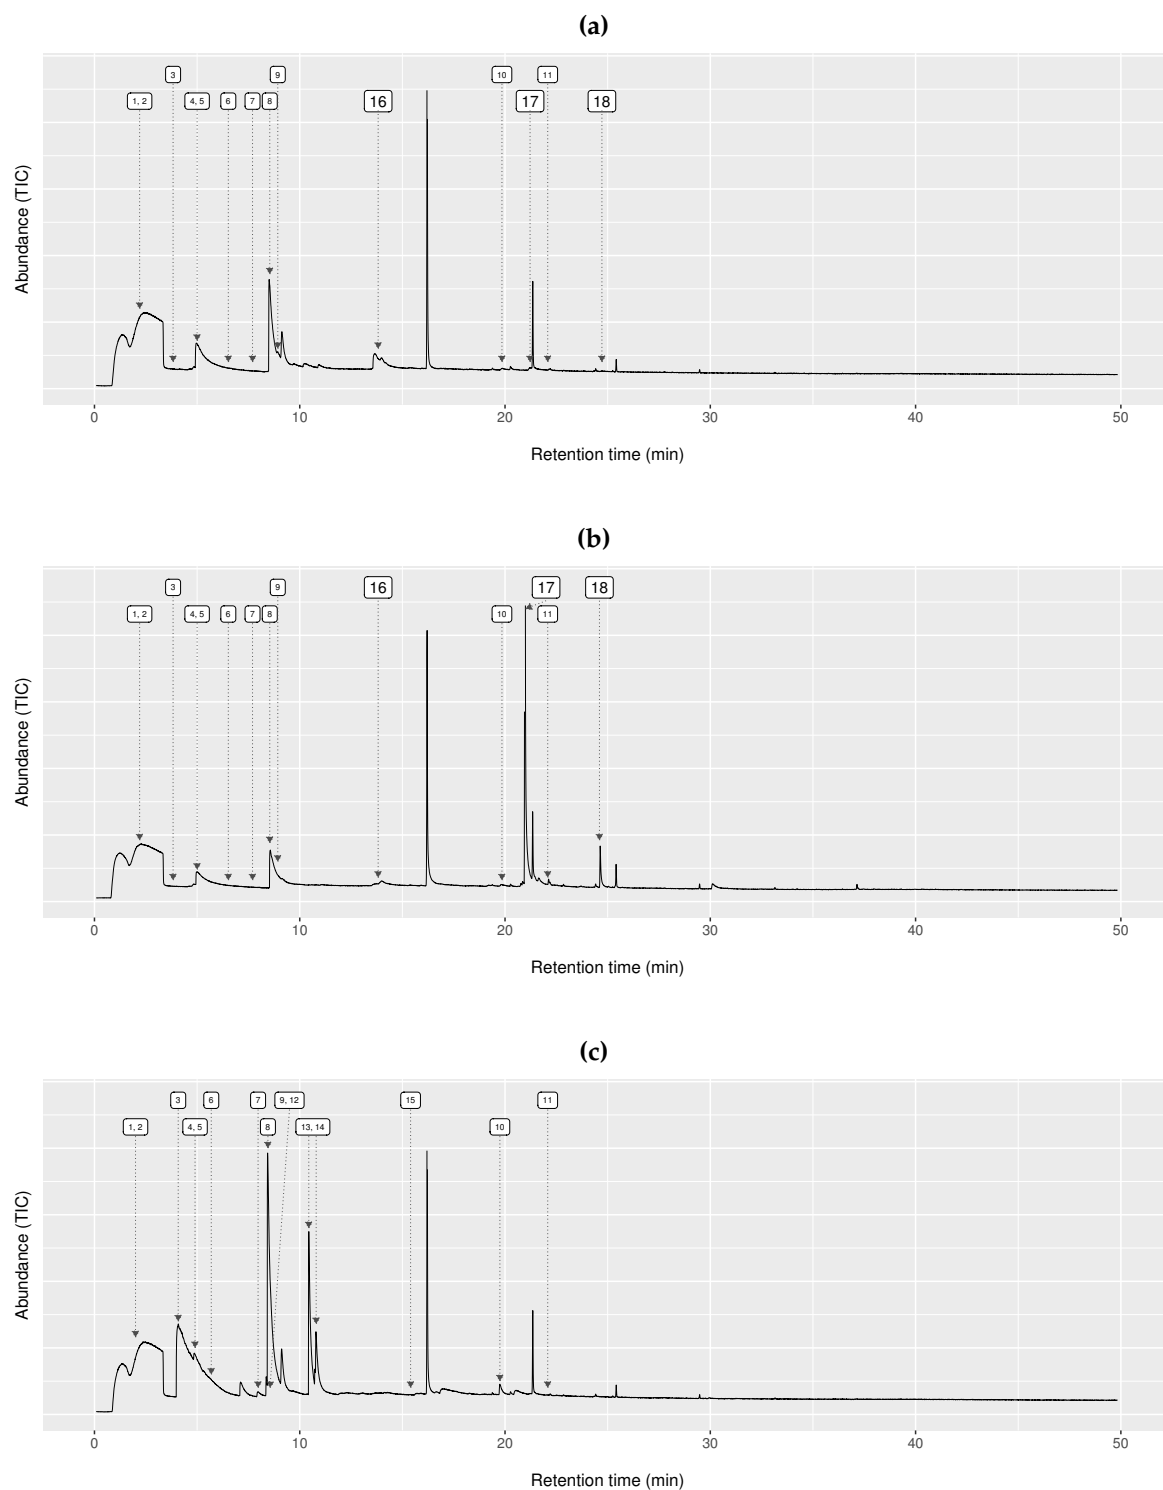 (a)
3 9 10 11
1, 2 4, 5 6 7 8 16 17 18
Abundance (TIC)
0 10 20 30 40 50
Retention time (min)
(b)
3 9 16 17 18
1, 2 4, 5 6 7 8 10 11
Abundance (TIC)
0 10 20 30 40 50
Retention time (min)
(c)
3 6 7 9, 12 15 11
1, 2 4, 5 8 13, 14 10
Abundance (TIC)
0 10 20 30 40 50
Retention time (min)